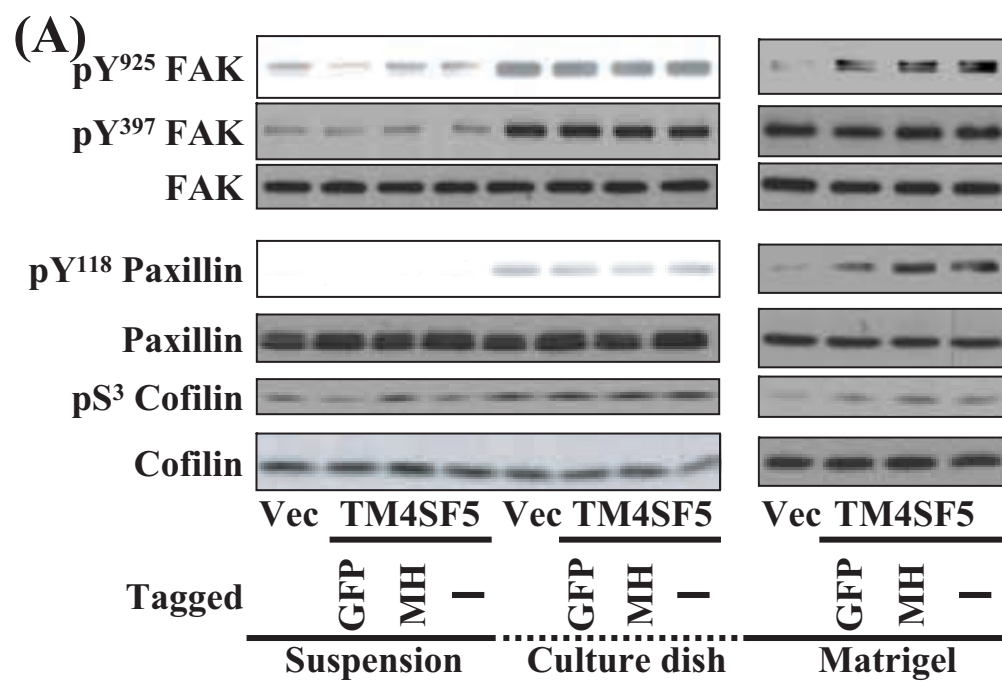 (A)
pY⁹²⁵ FAK
pY³⁹⁷ FAK
FAK
pY¹¹⁸ Paxillin
Paxillin
pS³ Cofilin
Cofilin
Vec TM4SF5 Vec TM4SF5 Vec TM4SF5
Tagged GFP MH – GFP MH – GFP MH –
Suspension Culture dish Matrigel